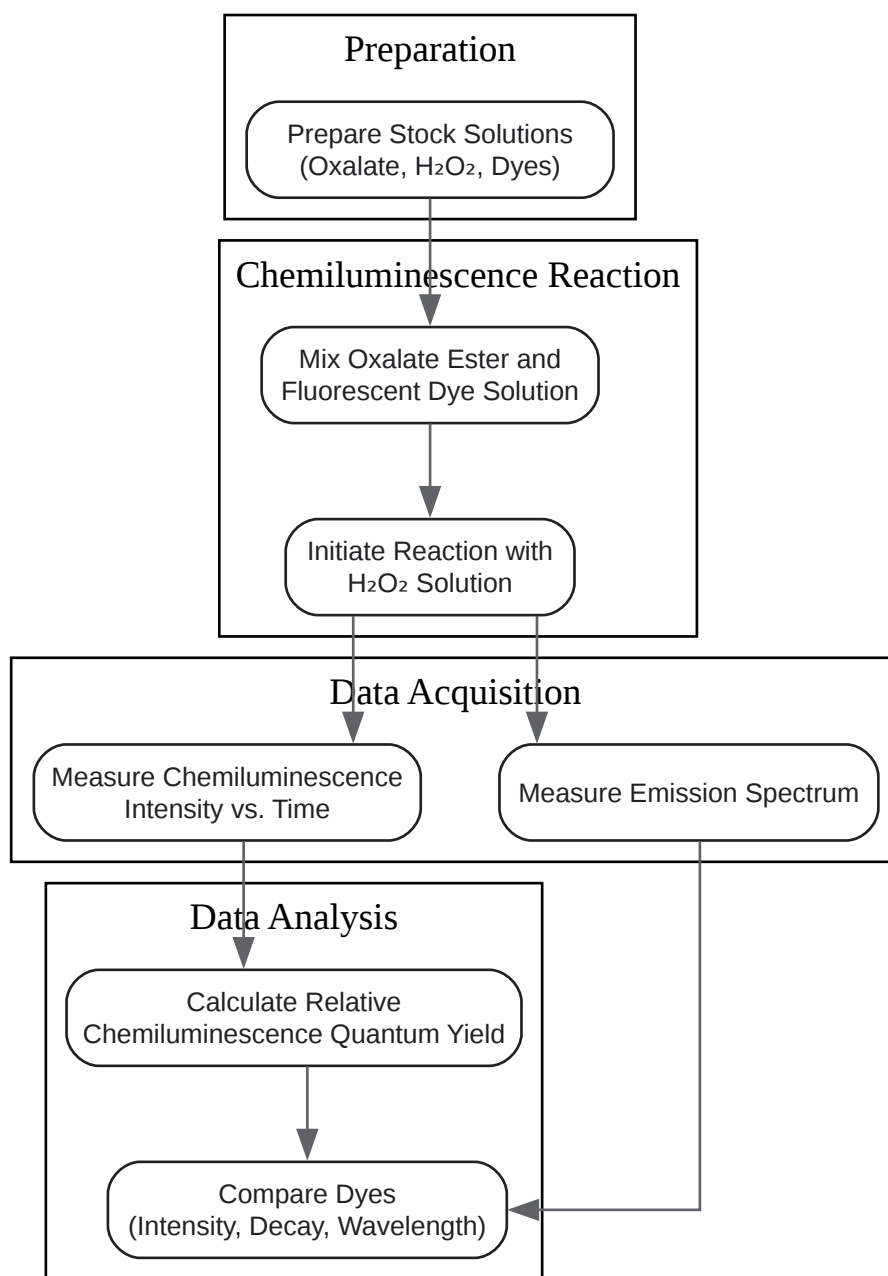 Preparation
Prepare Stock Solutions
(Oxalate, H₂O₂, Dyes)
Chemiluminescence Reaction
Mix Oxalate Ester and
Fluorescent Dye Solution
Initiate Reaction with
H₂O₂ Solution
Data Acquisition
Measure Chemiluminescence
Intensity vs. Time
Measure Emission Spectrum
Data Analysis
Calculate Relative
Chemiluminescence Quantum Yield
Compare Dyes
(Intensity, Decay, Wavelength)